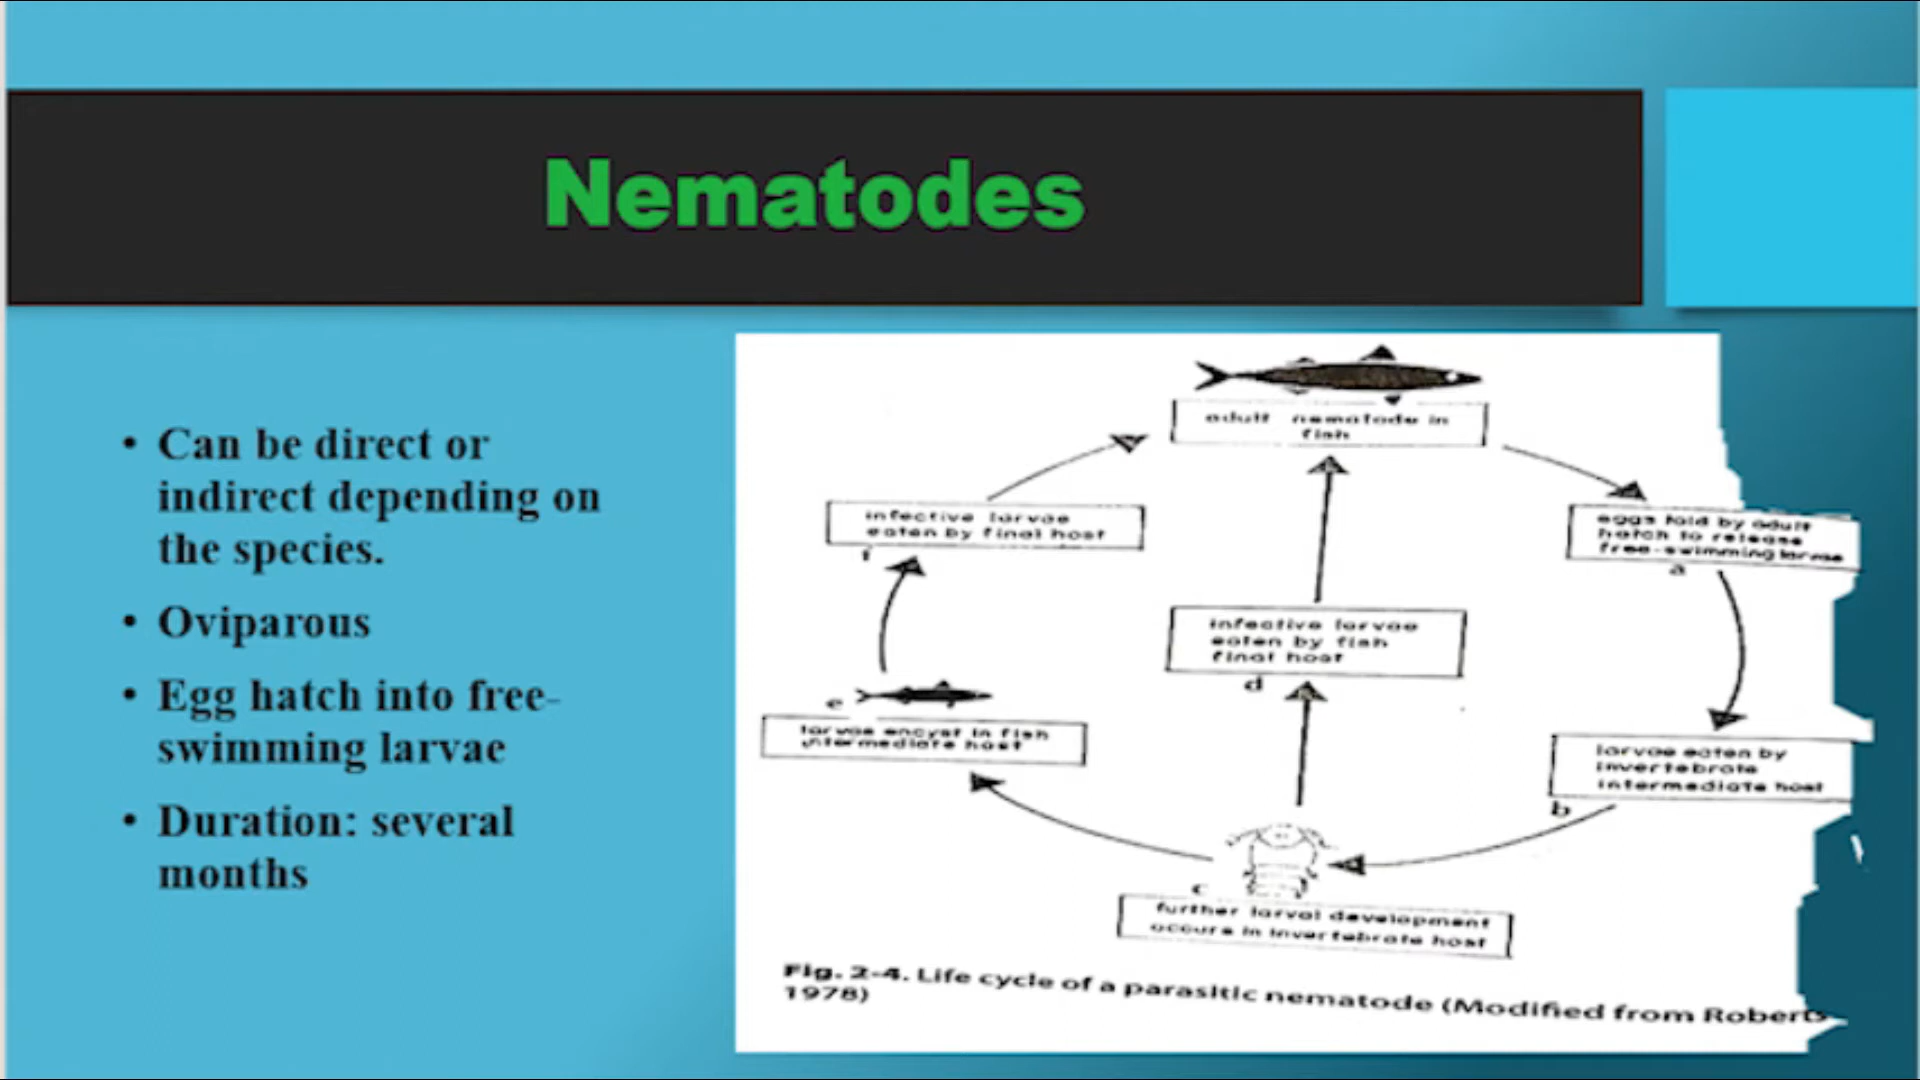 Nematodes
• Can be direct or
indirect depending on
the species.
• Oviparous
• Egg hatch into free-
swimming larvae
• Duration: several
months
adult nematode in
fish
infective larvae
eaten by final host
f
eggs laid by adult
hatch to release
free-swimming larvae
a
infective larvae
eaten by fish
final host
d
e
larvae encyst in fish
intermediate host
larvae eaten by
invertebrate
intermediate host
b
c
further larval development
occurs in invertebrate host
Fig. 2-4. Life cycle of a parasitic nematode (Modified from Roberts
1978)